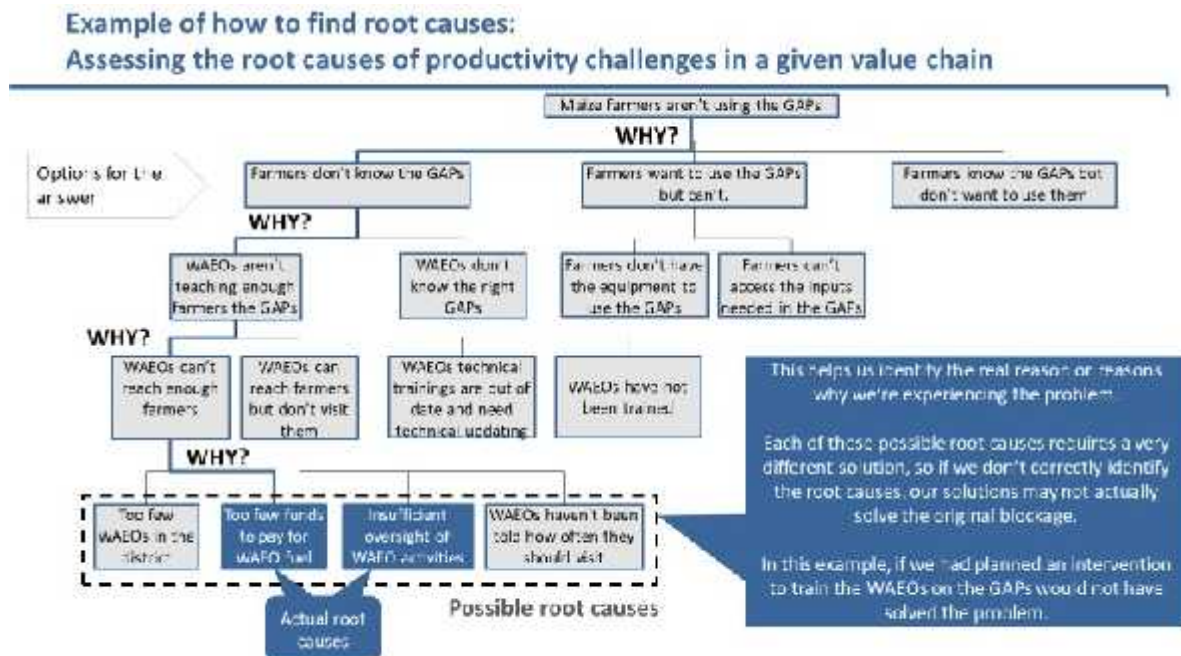 Example of how to find root causes:
Assessing the root causes of productivity challenges in a given value chain
Maize Farmers aren't using the GAPs
WHY?
Options for the
answer
Farmers don't know the GAPs
Farmers want to use the GAPs
but can't.
Farmers know the GAPs but
don't want to use them
WHY?
WAEOs aren't
teaching enough
Farmers the GAPs
WAEOs don't
know the right
GAPs
Farmers don't have
the equipment to
use the GAPs
Farmers can't
access the inputs
needed in the GAPs
WHY?
WAEOs can't
reach enough
farmers
WAEOs can
reach farmers
but don't visit
them
WAEOs technical
trainings are out of
date and need
technical updating
WAEOs have not
been trained
WHY?
Too few
WAEOs in the
district
Too few funds
to pay for
WAEO fuel
Insufficient
oversight of
WAEO activities
WAEOs haven't been
told how often they
should visit
Possible root causes
Actual root
causes
This helps us identify the real reason or reasons
why we're experiencing the problem
Each of these possible root causes requires a very
different solution, so if we don't correctly identify
the root causes, our solutions may not actually
solve the original blockage.
In this example, if we had planned an intervention
to train the WAEOs on the GAPs would not have
solved the problem.